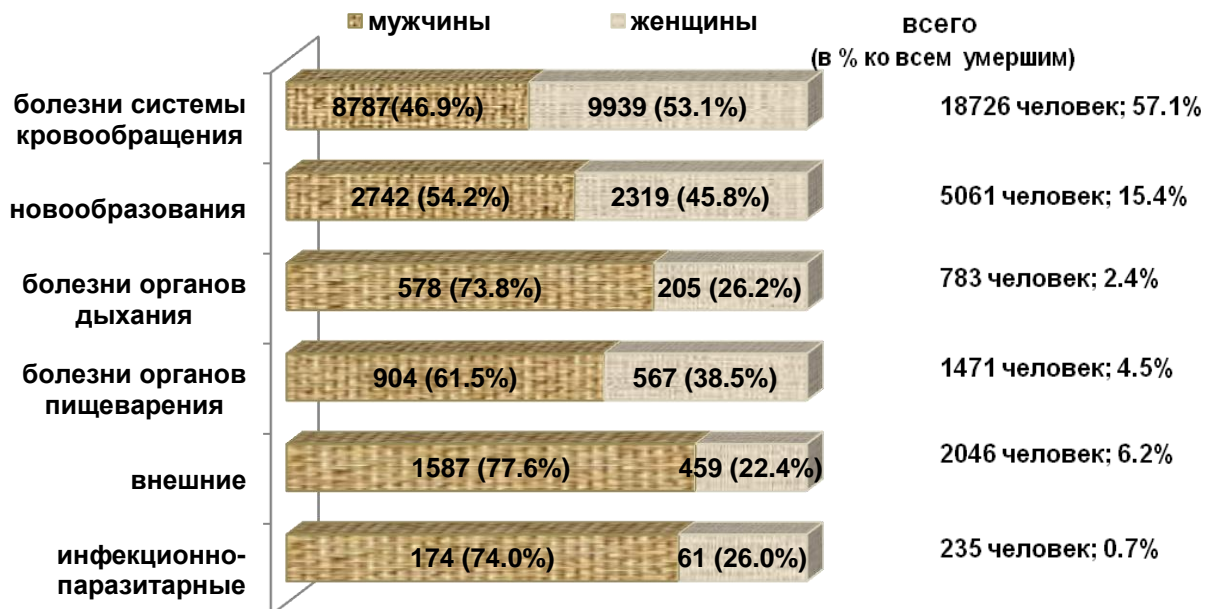 мужчины
женщины
всего
(в % ко всем умершим)
болезни системы
кровообращения
8787(46.9%)
9939 (53.1%)
18726 человек; 57.1%
новообразования
2742 (54.2%)
2319 (45.8%)
5061 человек; 15.4%
болезни органов
дыхания
578 (73.8%)
205 (26.2%)
783 человек; 2.4%
болезни органов
пищеварения
904 (61.5%)
567 (38.5%)
1471 человек; 4.5%
внешние
1587 (77.6%)
459 (22.4%)
2046 человек; 6.2%
инфекционно-
паразитарные
174 (74.0%)
61 (26.0%)
235 человек; 0.7%